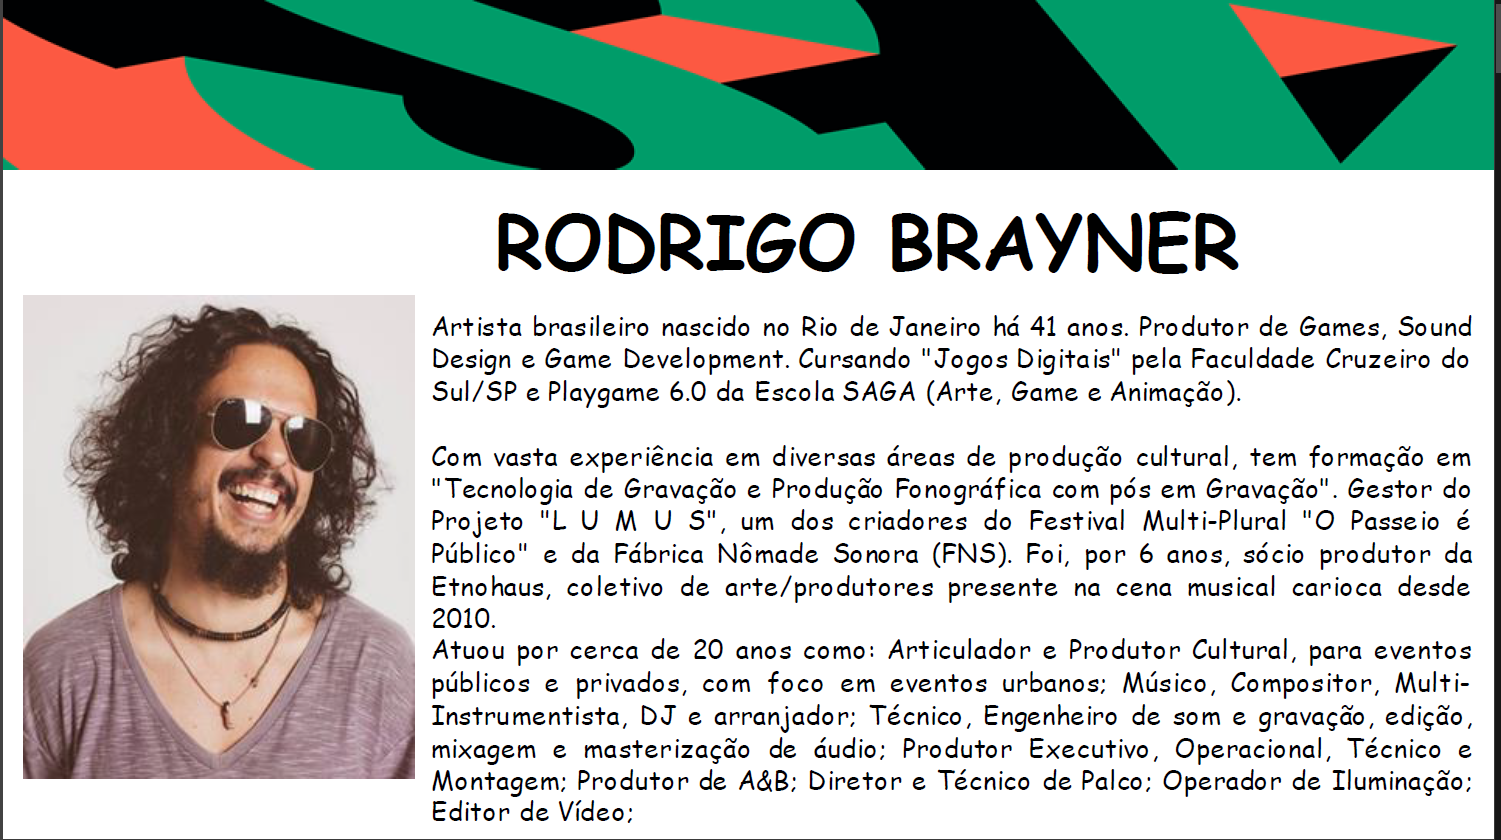 RODRIGO BRAYNER
Artista brasileiro nascido no Rio de Janeiro há 41 anos. Produtor de Games, Sound
Design e Game Development. Cursando "Jogos Digitais" pela Faculdade Cruzeiro do
Sul/SP e Playgame 6.0 da Escola SAGA (Arte, Game e Animação).
Com vasta experiência em diversas áreas de produção cultural, tem formação em
"Tecnologia de Gravação e Produção Fonográfica com pós em Gravação". Gestor do
Projeto "L U M U S", um dos criadores do Festival Multi-Plural "O Passeio é
Público" e da Fábrica Nômade Sonora (FNS). Foi, por 6 anos, sócio produtor da
Etnohaus, coletivo de arte/produtores presente na cena musical carioca desde
2010.
Atuou por cerca de 20 anos como: Articulador e Produtor Cultural, para eventos
públicos e privados, com foco em eventos urbanos; Músico, Compositor, Multi-
Instrumentista, DJ e arranjador; Técnico, Engenheiro de som e gravação, edição,
mixagem e masterização de áudio; Produtor Executivo, Operacional, Técnico e
Montagem; Produtor de A&B; Diretor e Técnico de Palco; Operador de Iluminação;
Editor de Vídeo;